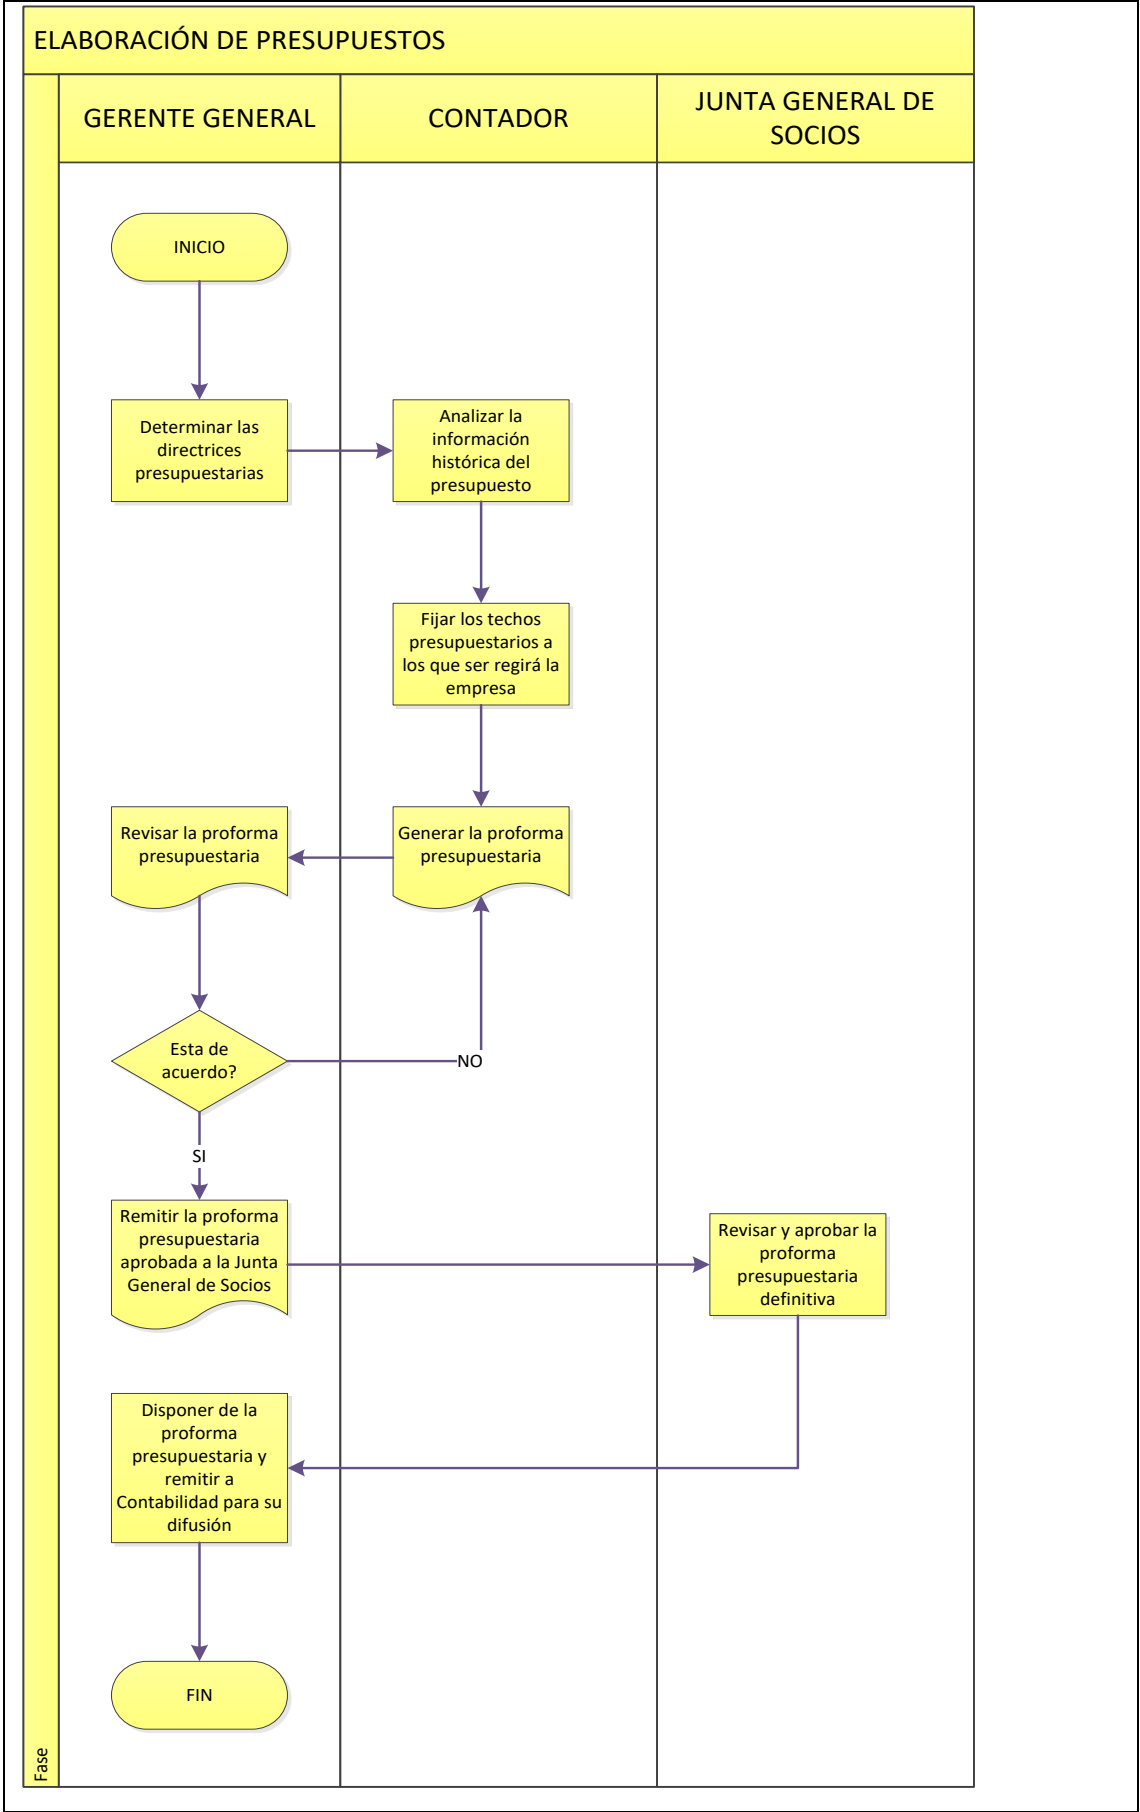 ELABORACIÓN DE PRESUPUESTOS
GERENTE GENERAL
CONTADOR
JUNTA GENERAL DE
SOCIOS
INICIO
Determinar las
directrices
presupuestarias
Analizar la
información
histórica del
presupuesto
Fijar los techos
presupuestarios a
los que ser regirá la
empresa
Generar la proforma
presupuestaria
Revisar la proforma
presupuestaria
Esta de
acuerdo?
NO
SI
Remitir la proforma
presupuestaria
aprobada a la Junta
General de Socios
Revisar y aprobar la
proforma
presupuestaria
definitiva
Disponer de la
proforma
presupuestaria y
remitir a
Contabilidad para su
difusión
FIN
Fase